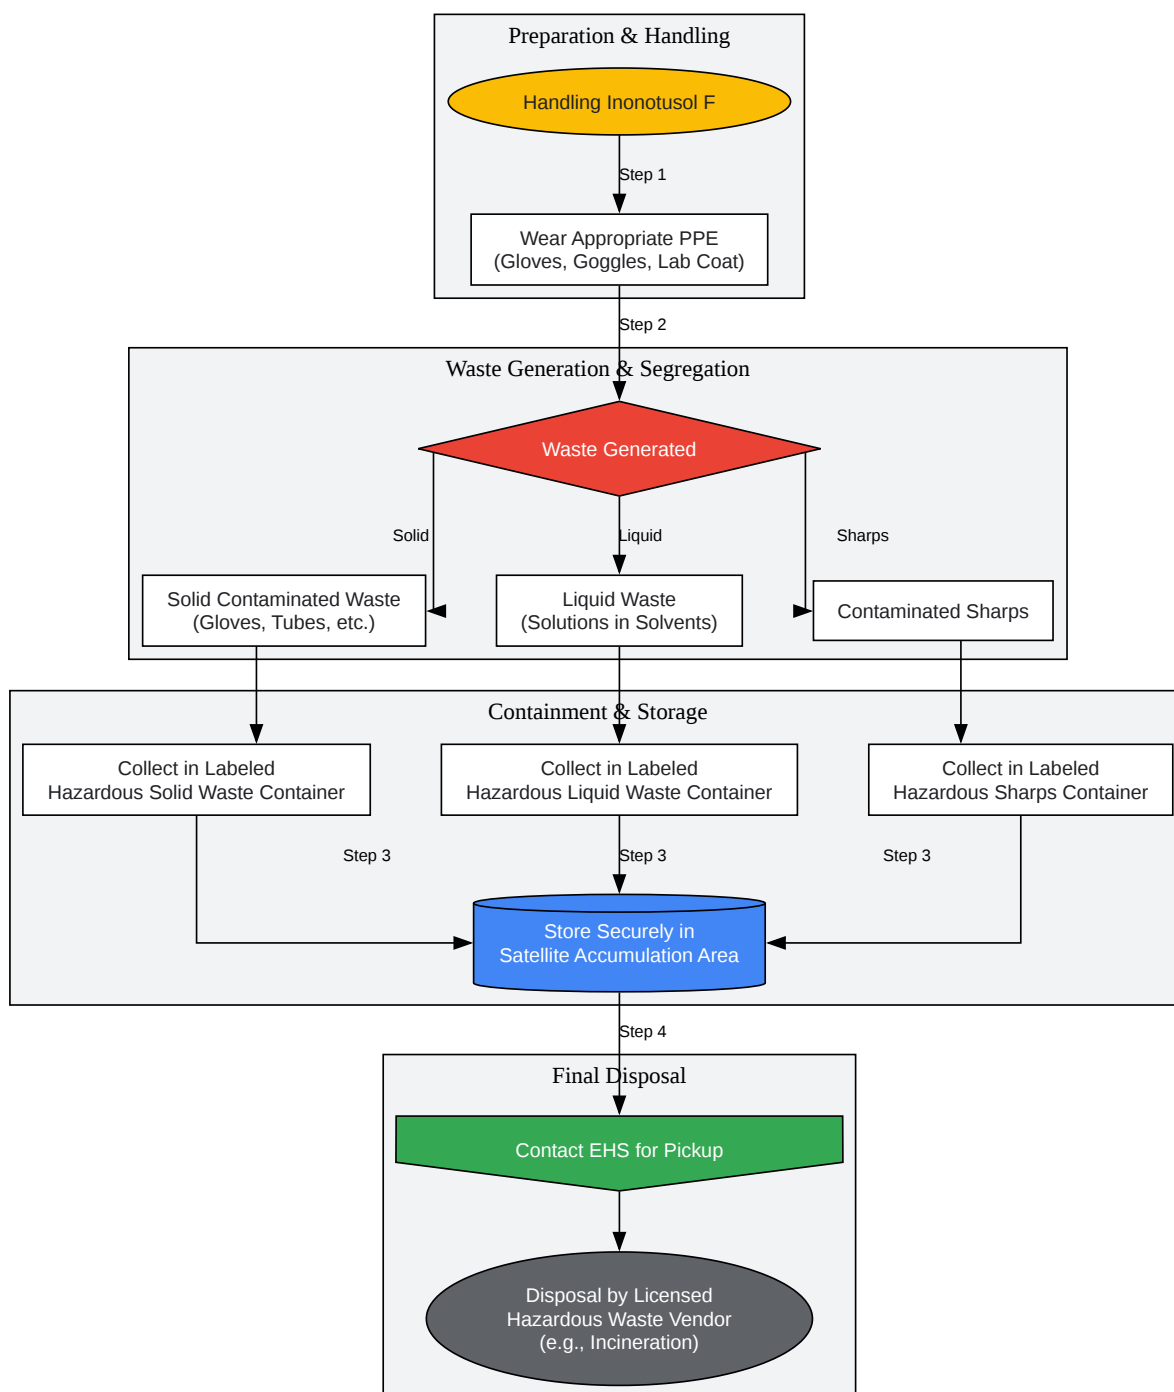 Preparation & Handling
Handling Inonotusol F
Step 1
Wear Appropriate PPE
(Gloves, Goggles, Lab Coat)
Step 2
Waste Generation & Segregation
Waste Generated
Solid
Liquid
Sharps
Solid Contaminated Waste
(Gloves, Tubes, etc.)
Liquid Waste
(Solutions in Solvents)
Contaminated Sharps
Containment & Storage
Collect in Labeled
Hazardous Solid Waste Container
Collect in Labeled
Hazardous Liquid Waste Container
Collect in Labeled
Hazardous Sharps Container
Step 3
Step 3
Step 3
Store Securely in
Satellite Accumulation Area
Step 4
Final Disposal
Contact EHS for Pickup
Disposal by Licensed
Hazardous Waste Vendor
(e.g., Incineration)